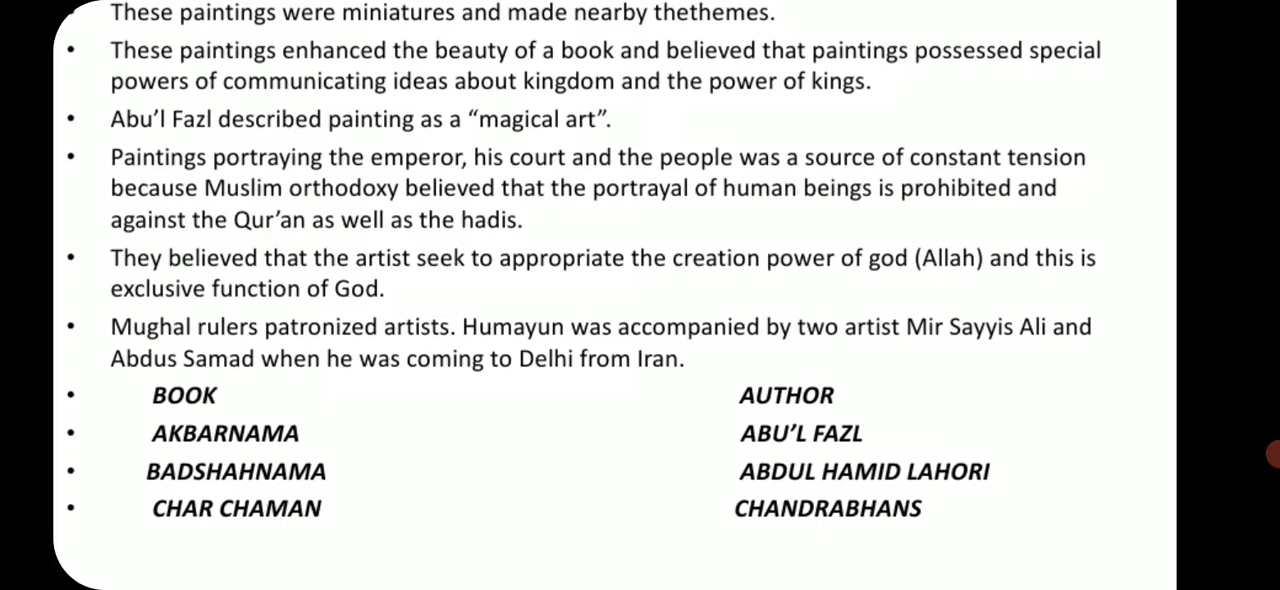 These paintings were miniatures and made nearby thethemes.
• These paintings enhanced the beauty of a book and believed that paintings possessed special
powers of communicating ideas about kingdom and the power of kings.
• Abu’l Fazl described painting as a “magical art”.
• Paintings portraying the emperor, his court and the people was a source of constant tension
because Muslim orthodoxy believed that the portrayal of human beings is prohibited and
against the Qur’an as well as the hadis.
• They believed that the artist seek to appropriate the creation power of god (Allah) and this is
exclusive function of God.
• Mughal rulers patronized artists. Humayun was accompanied by two artist Mir Sayyis Ali and
Abdus Samad when he was coming to Delhi from Iran.
• BOOK AUTHOR
• AKBARNAMA ABU’L FAZL
• BADSHAHNAMA ABDUL HAMID LAHORI
• CHAR CHAMAN CHANDRABHANS